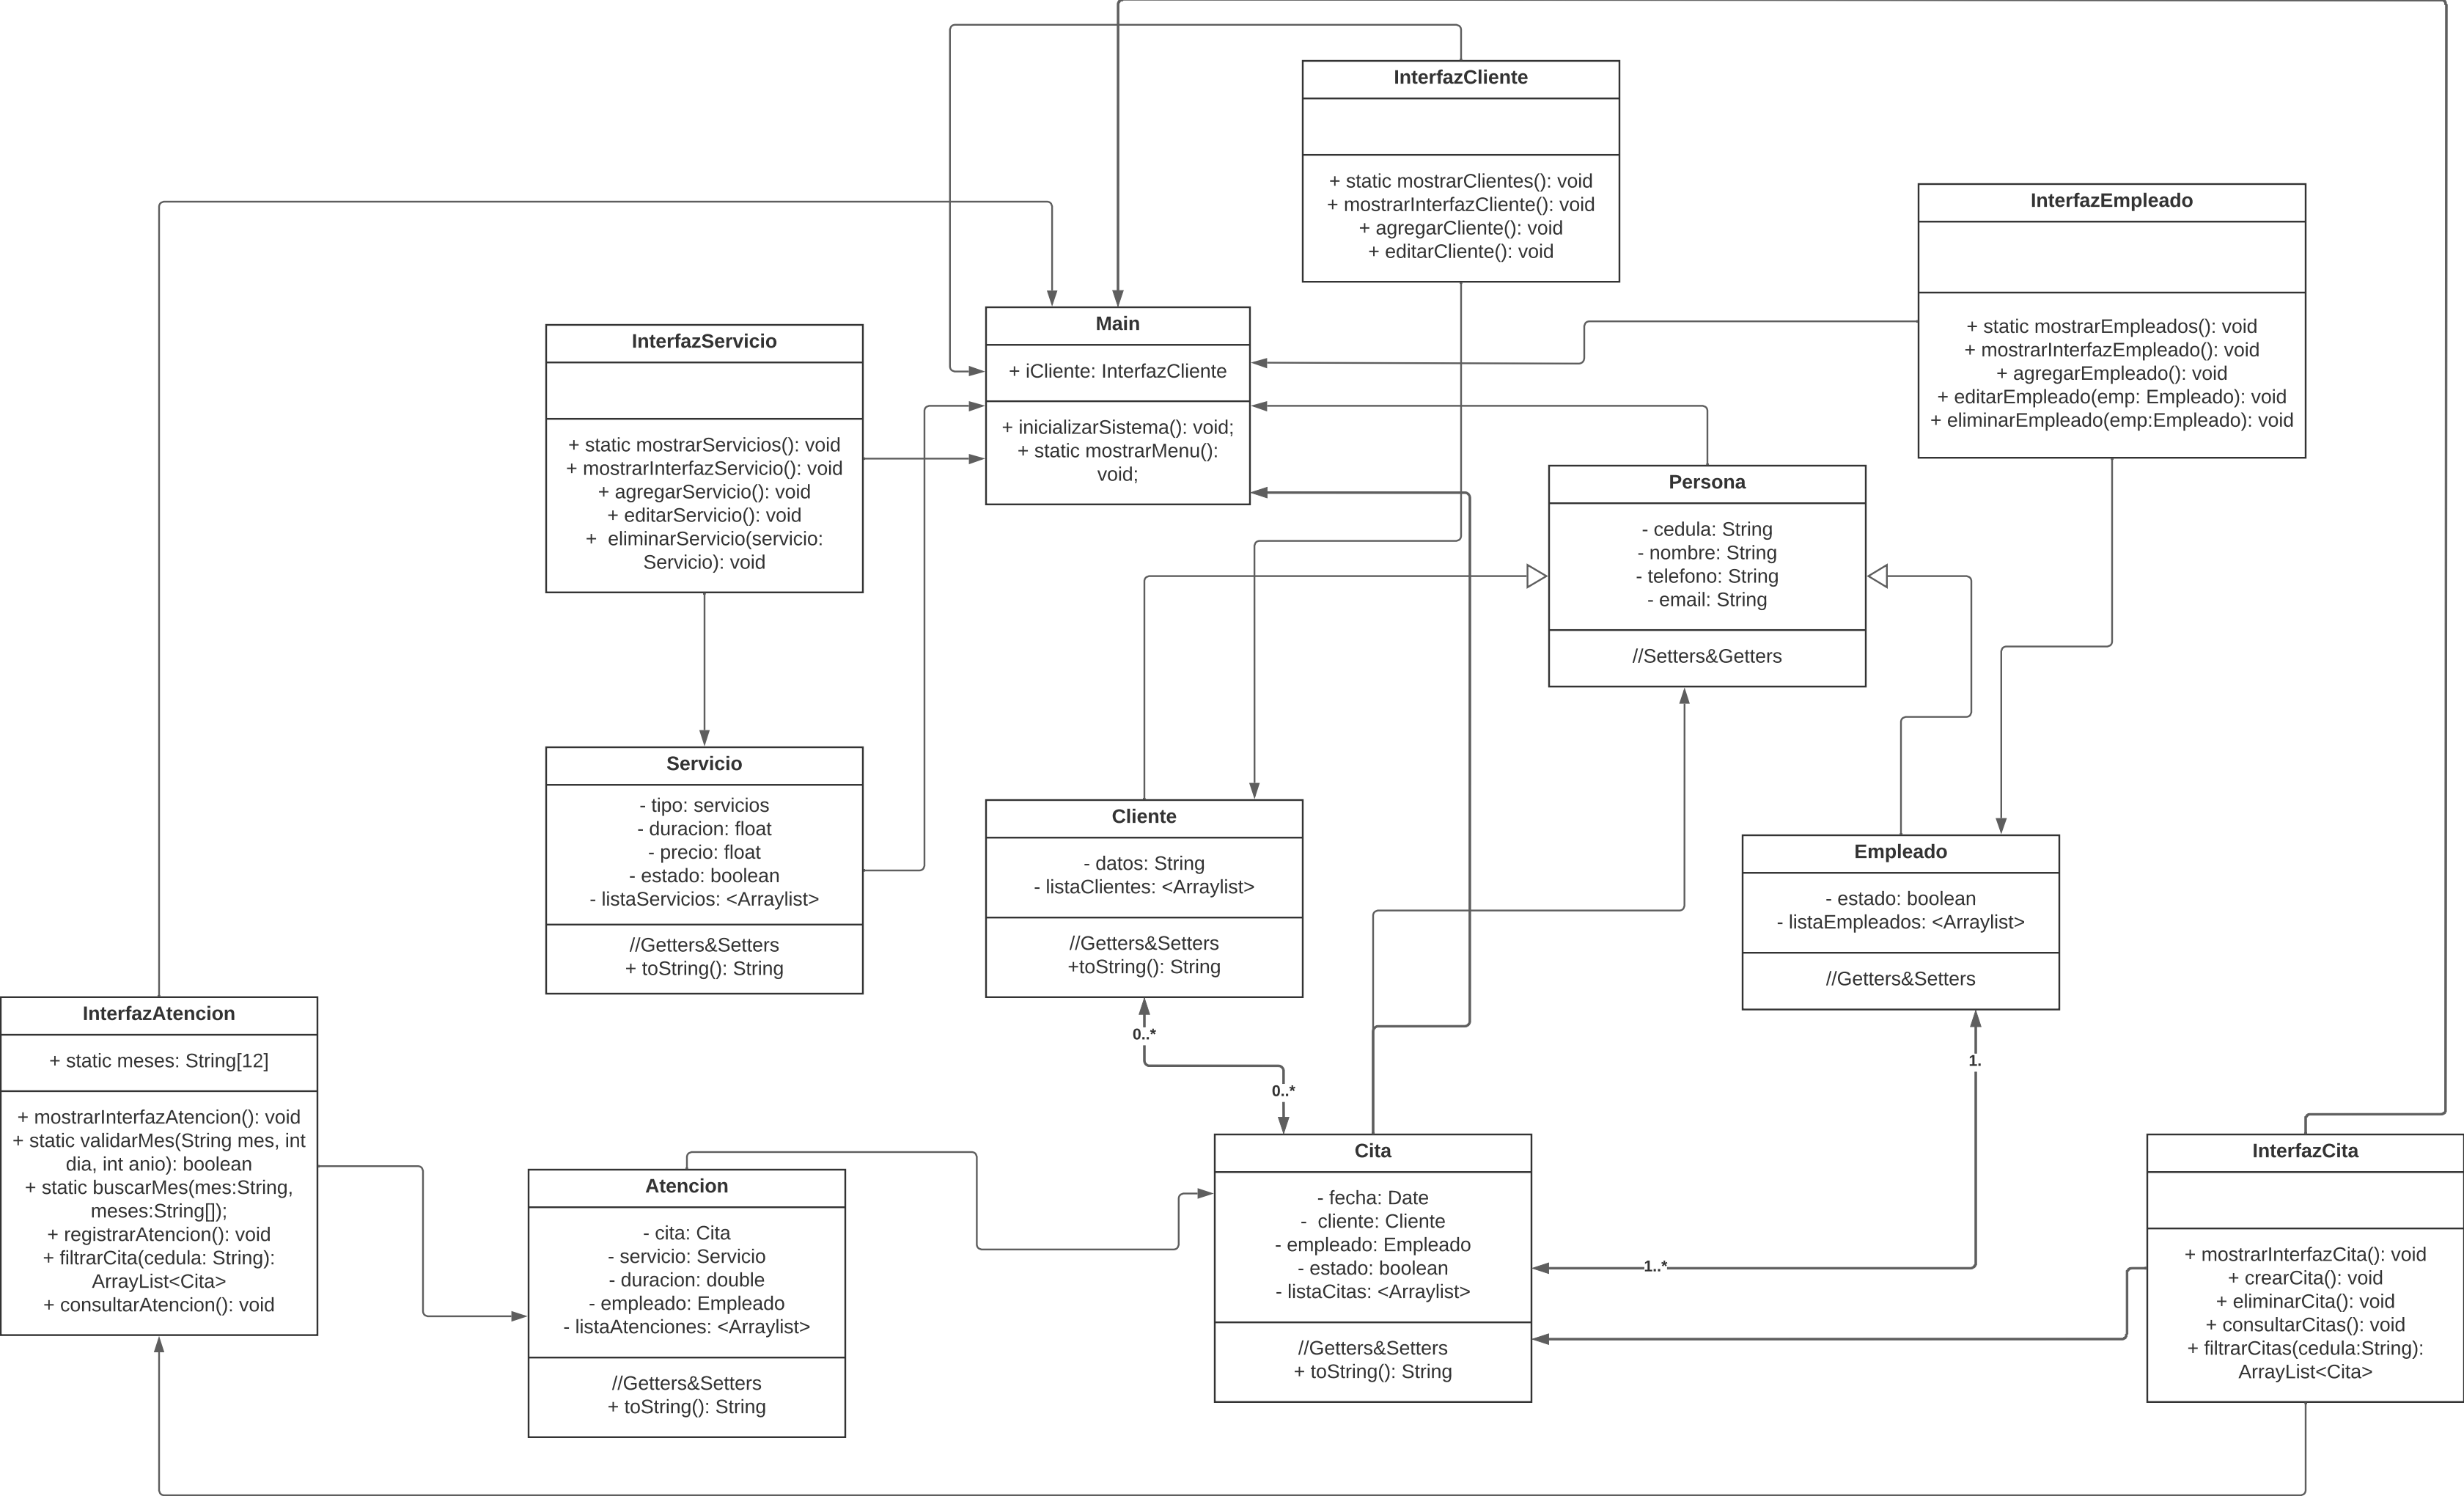 InterfazCliente
+ static mostrarClientes(): void
+ mostrarInterfazCliente(): void
+ agregarCliente(): void
+ editarCliente(): void
InterfazEmpleado
+ static mostrarEmpleados(): void
+ mostrarInterfazEmpleado(): void
+ agregarEmpleado(): void
+ editarEmpleado(emp: Empleado): void
+ eliminarEmpleado(emp:Empleado): void
Main
+ iCliente: InterfazCliente
+ inicializarSistema(): void;
+ static mostrarMenu():
void;
InterfazServicio
+ static mostrarServicios(): void
+ mostrarInterfazServicio(): void
+ agregarServicio(): void
+ editarServicio(): void
+  eliminarServicio(servicio:
Servicio): void
Persona
- cedula: String
- nombre: String
- telefono: String
- email: String
//Setters&Getters
Servicio
- tipo: servicios
- duracion: float
- precio: float
- estado: boolean
- listaServicios: <Arraylist>
//Getters&Setters
+ toString(): String
Cliente
- datos: String
- listaClientes: <Arraylist>
//Getters&Setters
+toString(): String
Empleado
- estado: boolean
- listaEmpleados: <Arraylist>
//Getters&Setters
InterfazAtencion
+ static meses: String[12]
+ mostrarInterfazAtencion(): void
+ static validarMes(String mes, int
dia, int anio): boolean
+ static buscarMes(mes:String,
meses:String[]);
+ registrarAtencion(): void
+ filtrarCita(cedula: String):
ArrayList<Cita>
+ consultarAtencion(): void
0..*
0..*
1.
1..*
Atencion
- cita: Cita
- servicio: Servicio
- duracion: double
- empleado: Empleado
- listaAtenciones: <Arraylist>
//Getters&Setters
+ toString(): String
Cita
- fecha: Date
-  cliente: Cliente
- empleado: Empleado
- estado: boolean
- listaCitas: <Arraylist>
//Getters&Setters
+ toString(): String
InterfazCita
+ mostrarInterfazCita(): void
+ crearCita(): void
+ eliminarCita(): void
+ consultarCitas(): void
+ filtrarCitas(cedula:String):
ArrayList<Cita>